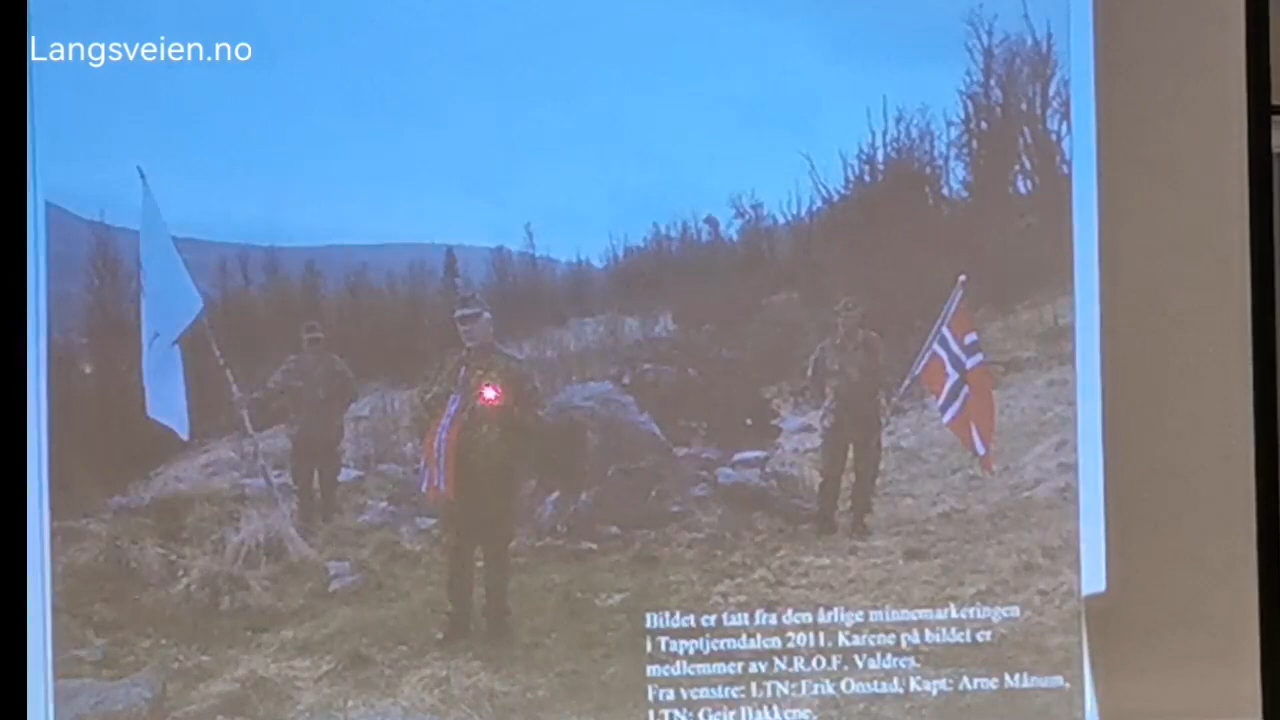 Langsveien.no
Bildet er tatt fra den årlige minnemarkeringen
i Tapptjerndalen 2011. Karene på bildet er
medlemmer av N.R.O.F. Valdres.
Fra venstre: LTN: Erik Onstad, Kapt: Arne Månum,
LTN: Geir Bakkene.